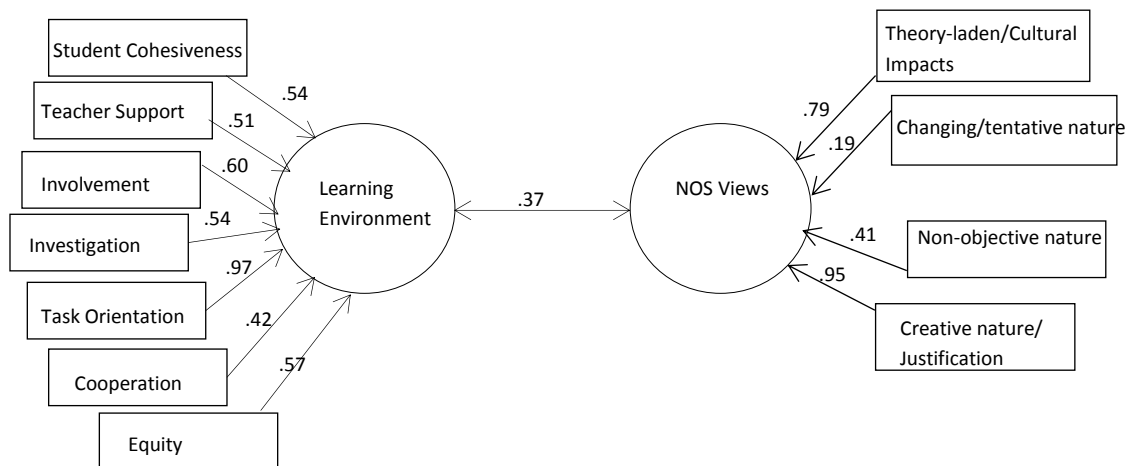 Student Cohesiveness
.54
Teacher Support
.51
Involvement
.60
Investigation
.54
Task Orientation
.97
Cooperation
.42
Equity
.57
Learning
Environment
.37
NOS Views
Theory-laden/Cultural
Impacts
.79
Changing/tentative nature
.19
Non-objective nature
.41
Creative nature/
Justification
.95